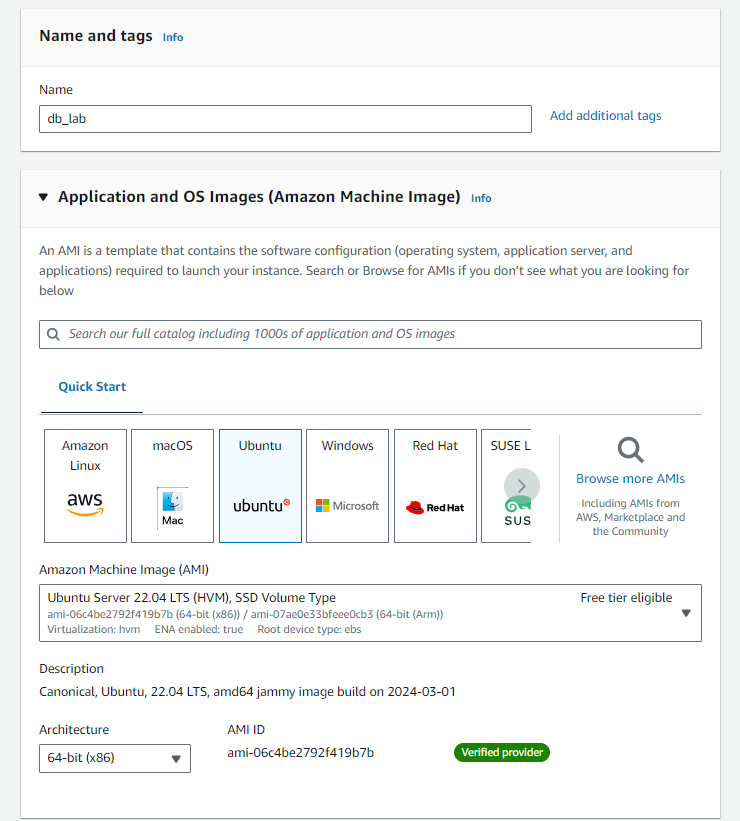 Name and tags Info
Name
db_lab
Add additional tags
Application and OS Images (Amazon Machine Image) Info
An AMI is a template that contains the software configuration (operating system, application server, and
applications) required to launch your instance. Search or Browse for AMIs if you don't see what you are looking for
below
Search our full catalog including 1000s of application and OS images
Quick Start
Amazon
Linux
aws
macOS
Mac
Ubuntu
ubuntu
Windows
Microsoft
Red Hat
Red Hat
SUSE L
SUS
Browse more AMIs
Including AMIs from
AWS, Marketplace and
the Community
Amazon Machine Image (AMI)
Ubuntu Server 22.04 LTS (HVM), SSD Volume Type
Free tier eligible
ami-06c4be2792f419b7b (64-bit (x86)) / ami-07ae0e33bfeee0cb3 (64-bit (Arm))
Virtualization: hvm ENA enabled: true Root device type: ebs
Description
Canonical, Ubuntu, 22.04 LTS, amd64 jammy image build on 2024-03-01
Architecture
64-bit (x86)
AMI ID
ami-06c4be2792f419b7b
Verified provider